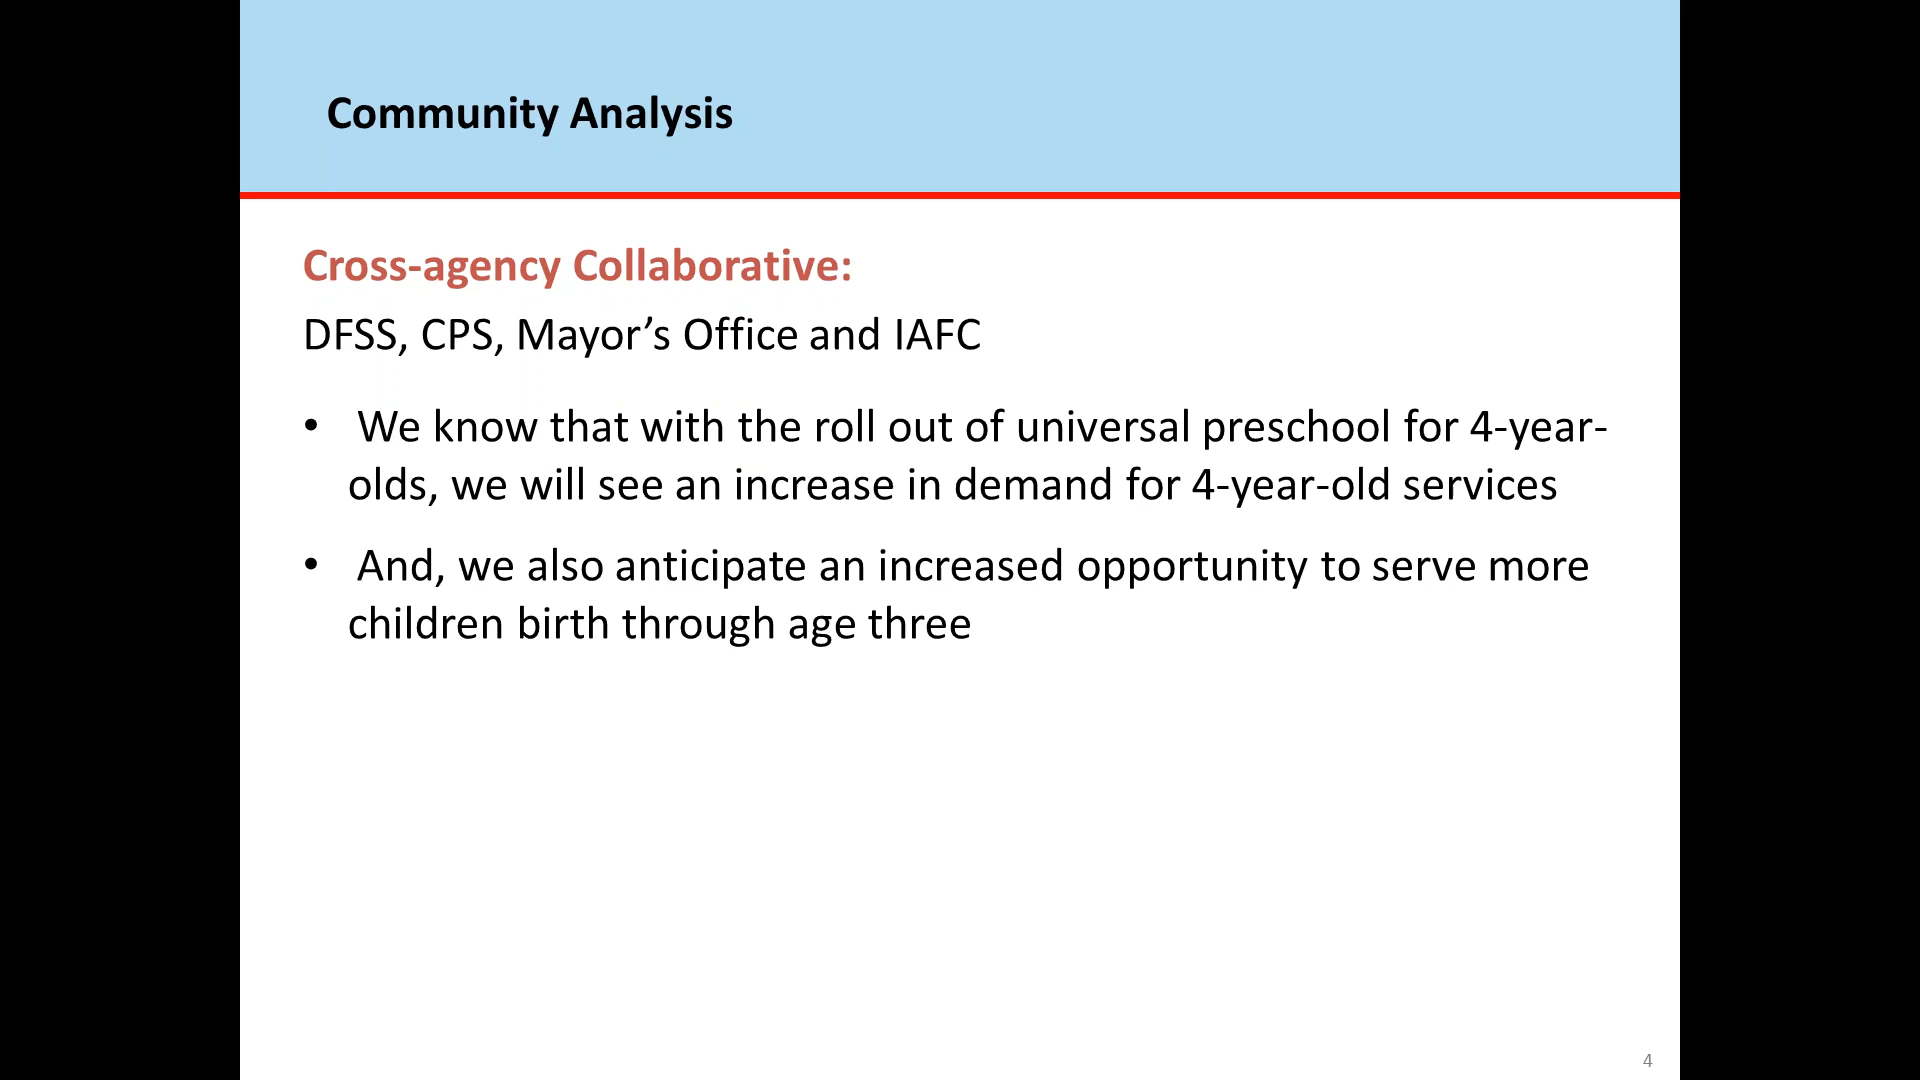 Community Analysis
Cross-agency Collaborative:
DFSS, CPS, Mayor’s Office and IAFC
• We know that with the roll out of universal preschool for 4-year-
olds, we will see an increase in demand for 4-year-old services
• And, we also anticipate an increased opportunity to serve more
children birth through age three
4